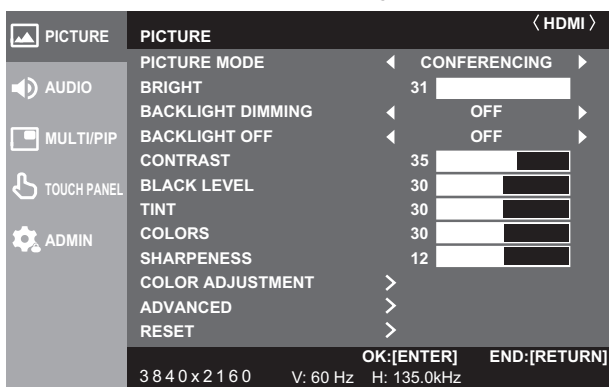 〈HDMI〉
PICTURE
AUDIO
MULTI/PIP
TOUCH PANEL
ADMIN
PICTURE
PICTURE MODE CONFERENCING
BRIGHT 31
BACKLIGHT DIMMING OFF
BACKLIGHT OFF OFF
CONTRAST 35
BLACK LEVEL 30
TINT 30
COLORS 30
SHARPENESS 12
COLOR ADJUSTMENT
ADVANCED
RESET
OK:[ENTER] END:[RETURN]
3840x2160 V: 60 Hz H: 135.0kHz